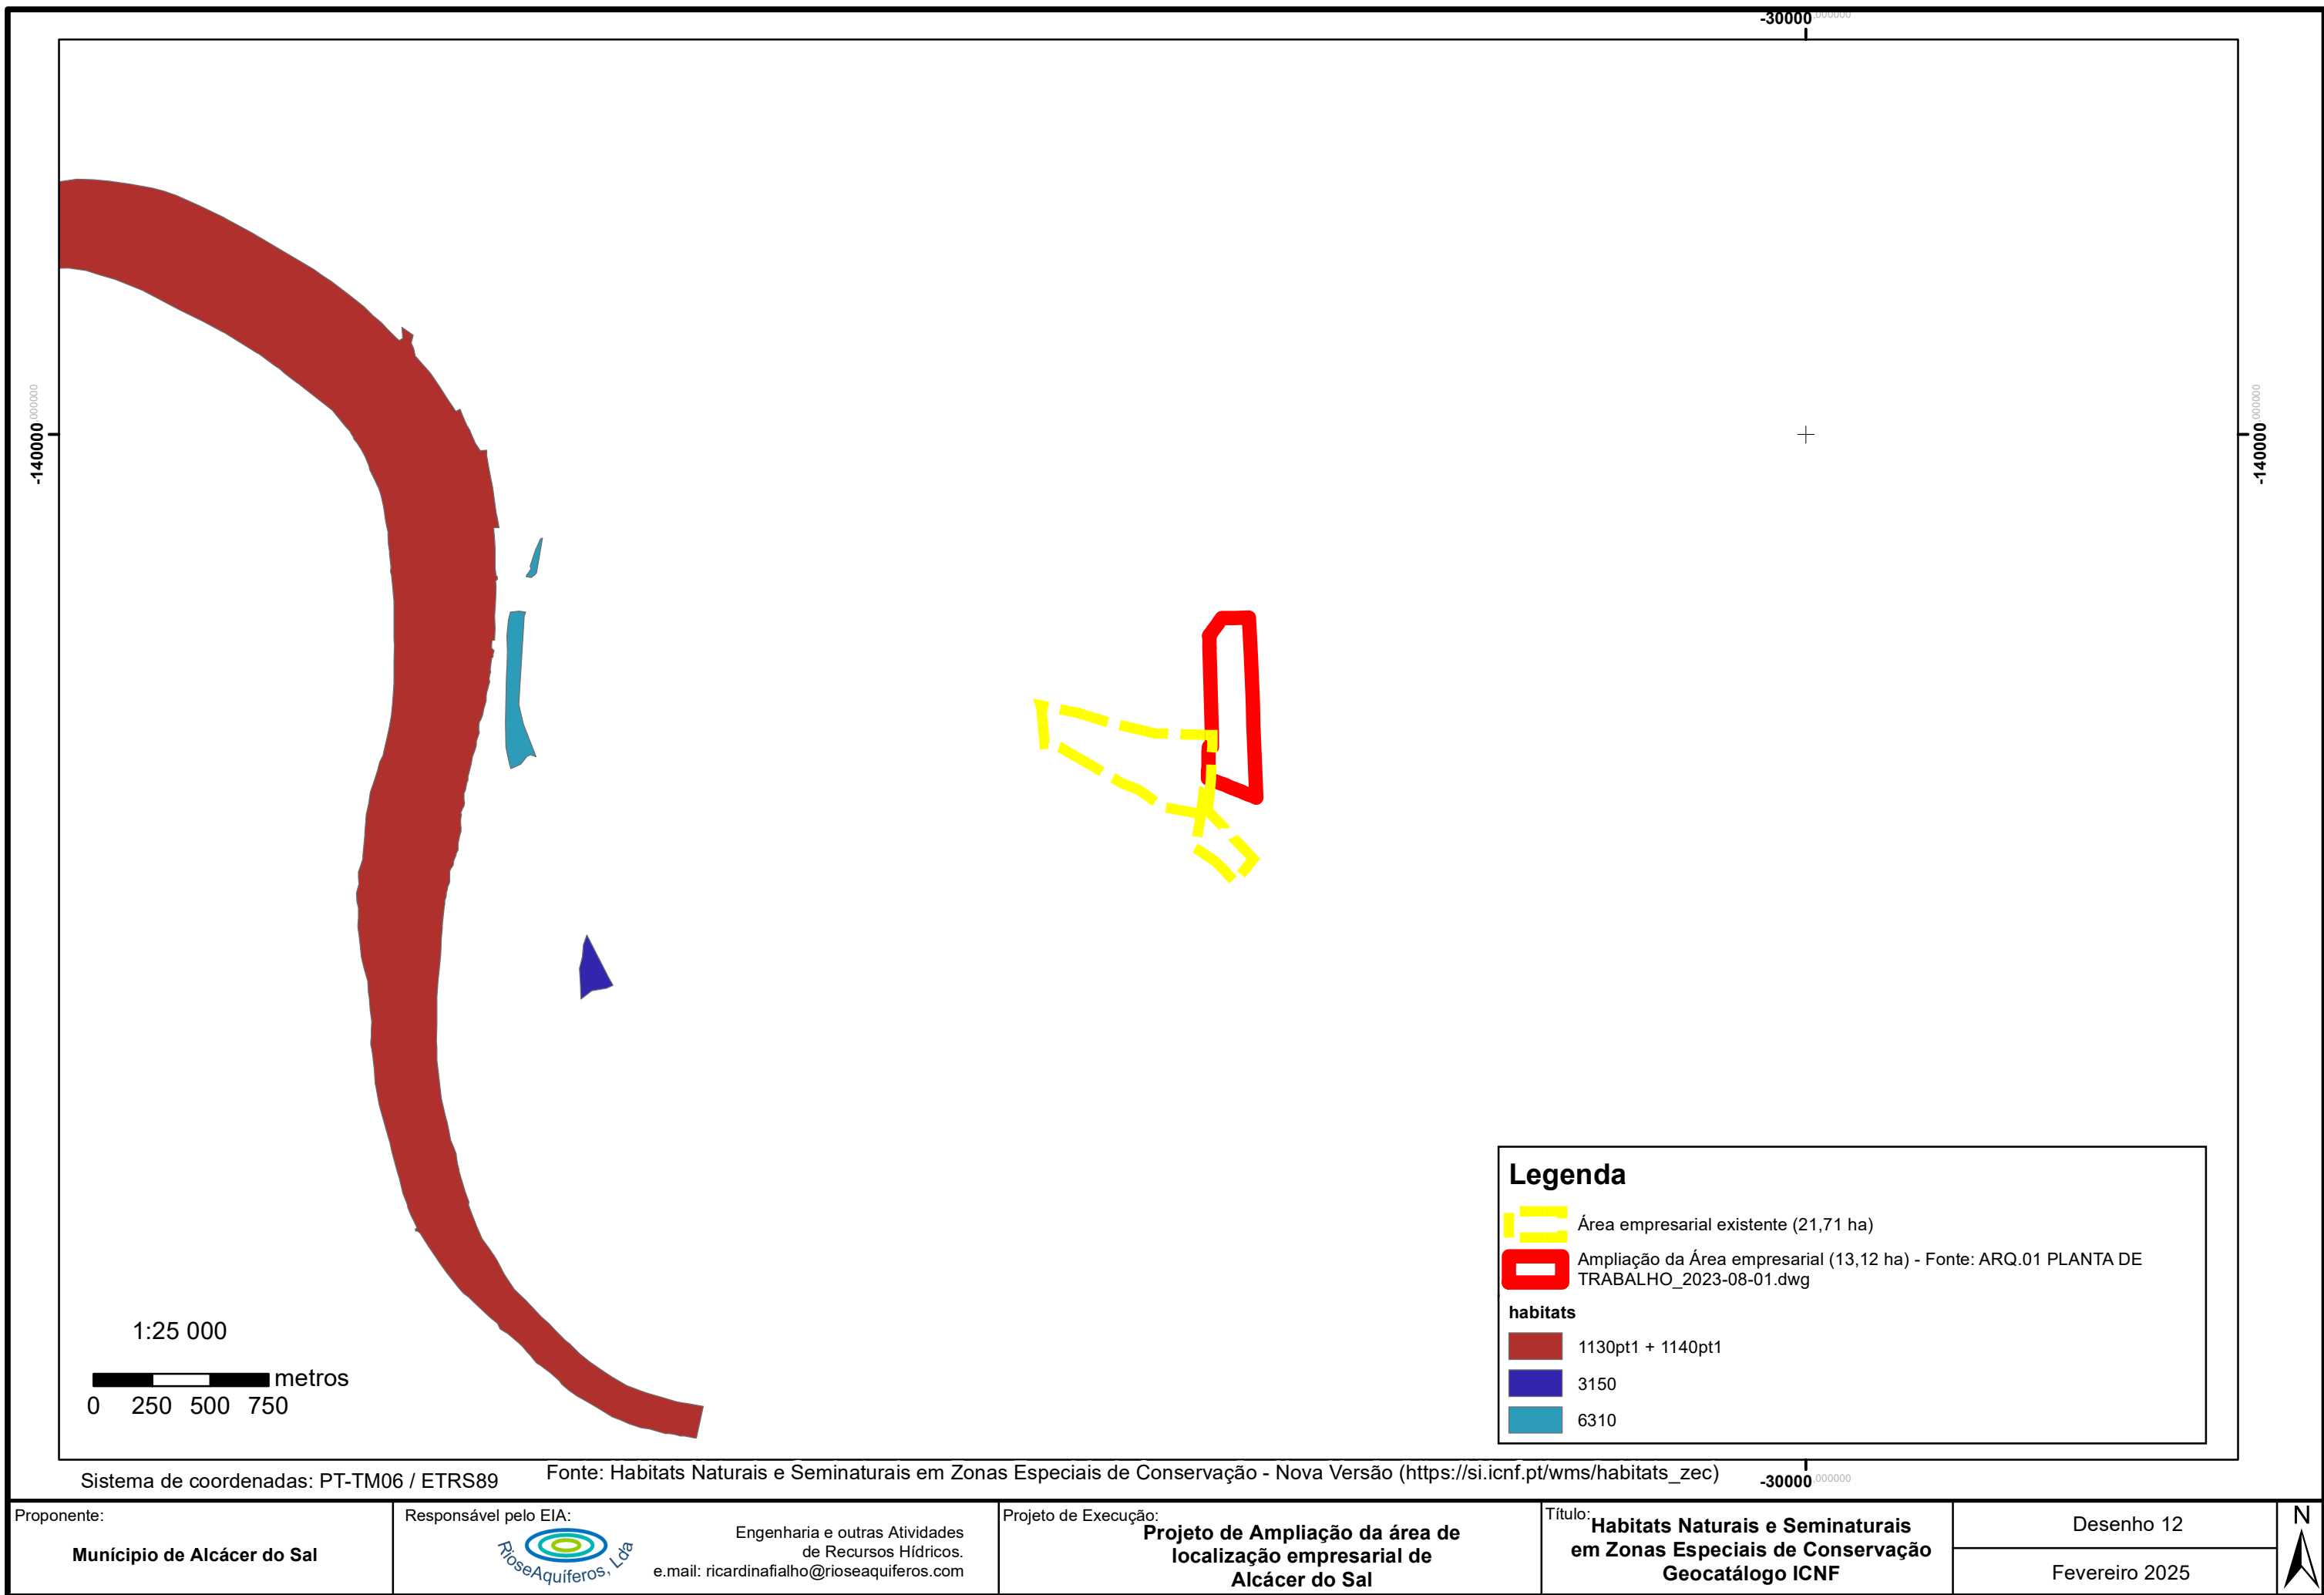 -30000.000000
-140000.000000
-140000.000000
Legenda
Área empresarial existente (21,71 ha)
Ampliação da Área empresarial (13,12 ha) - Fonte: ARQ.01 PLANTA DE
TRABALHO_2023-08-01.dwg
habitats
1130pt1 + 1140pt1
3150
6310
1:25 000
metros
0 250 500 750
Sistema de coordenadas: PT-TM06 / ETRS89
Fonte: Habitats Naturais e Seminaturais em Zonas Especiais de Conservação - Nova Versão (https://si.icnf.pt/wms/habitats_zec)
-30000.000000
Proponente:
Munícipio de Alcácer do Sal
Responsável pelo EIA:
RioseAquíferos, Lda
Engenharia e outras Atividades
de Recursos Hídricos.
e.mail: ricardinafialho@rioseaquiferos.com
Projeto de Execução:
Projeto de Ampliação da área de
localização empresarial de
Alcácer do Sal
Título:
Habitats Naturais e Seminaturais
em Zonas Especiais de Conservação
Geocatálogo ICNF
Desenho 12
Fevereiro 2025
N